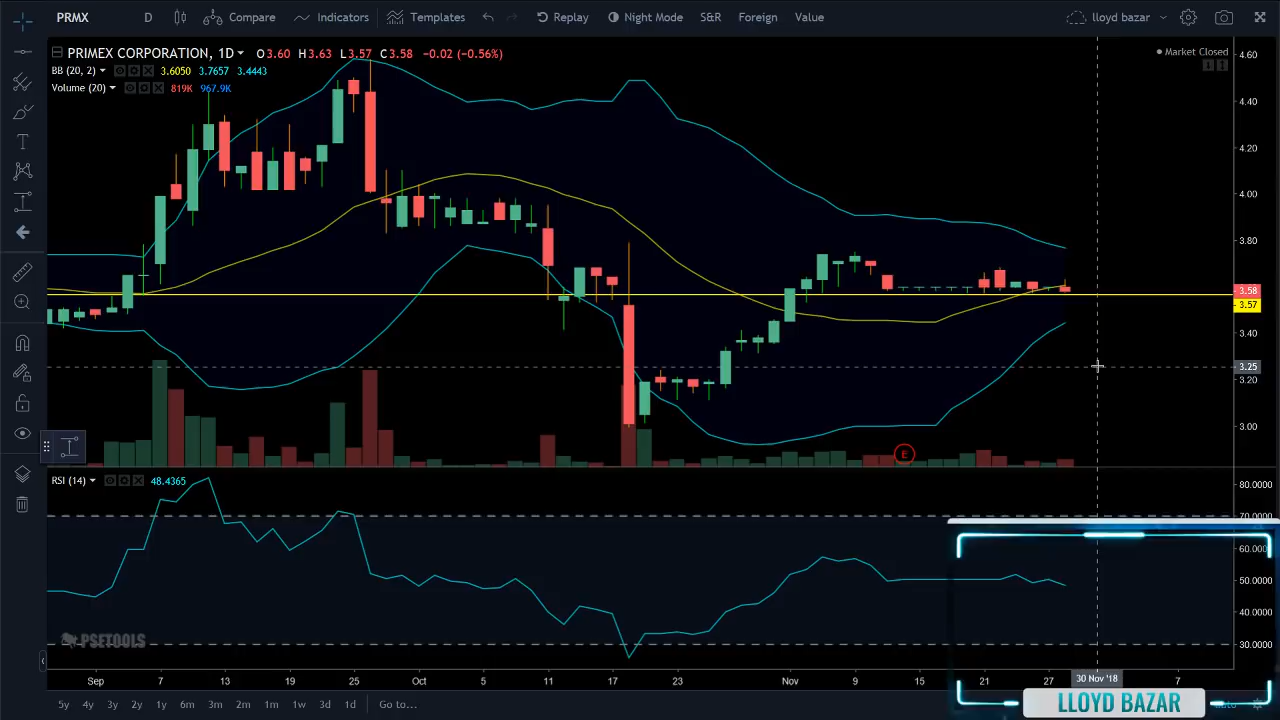 PRMX D Compare Indicators Templates Replay Night Mode S&R Foreign Value lloyd bazar
PRIMEX CORPORATION, 1D O3.60 H3.63 L3.57 C3.58 -0.02 (-0.56%)
Market Closed
BB (20, 2) 3.6050 3.7657 3.4443
Volume (20) 819K 967.9K
4.60
4.40
4.20
4.00
3.80
3.58
3.57
3.40
3.25
3.20
3.00
E
RSI (14) 48.4365
80.0000
70.0000
60.0000
50.0000
40.0000
30.0000
PSETOOLS
Sep 7 13 19 25 Oct 5 11 17 23 Nov 9 15 21 27 30 Nov '18 7
5y 4y 3y 2y 1y 6m 3m 2m 1m 1w 3d 1d Go to...
LLOYD BAZAR